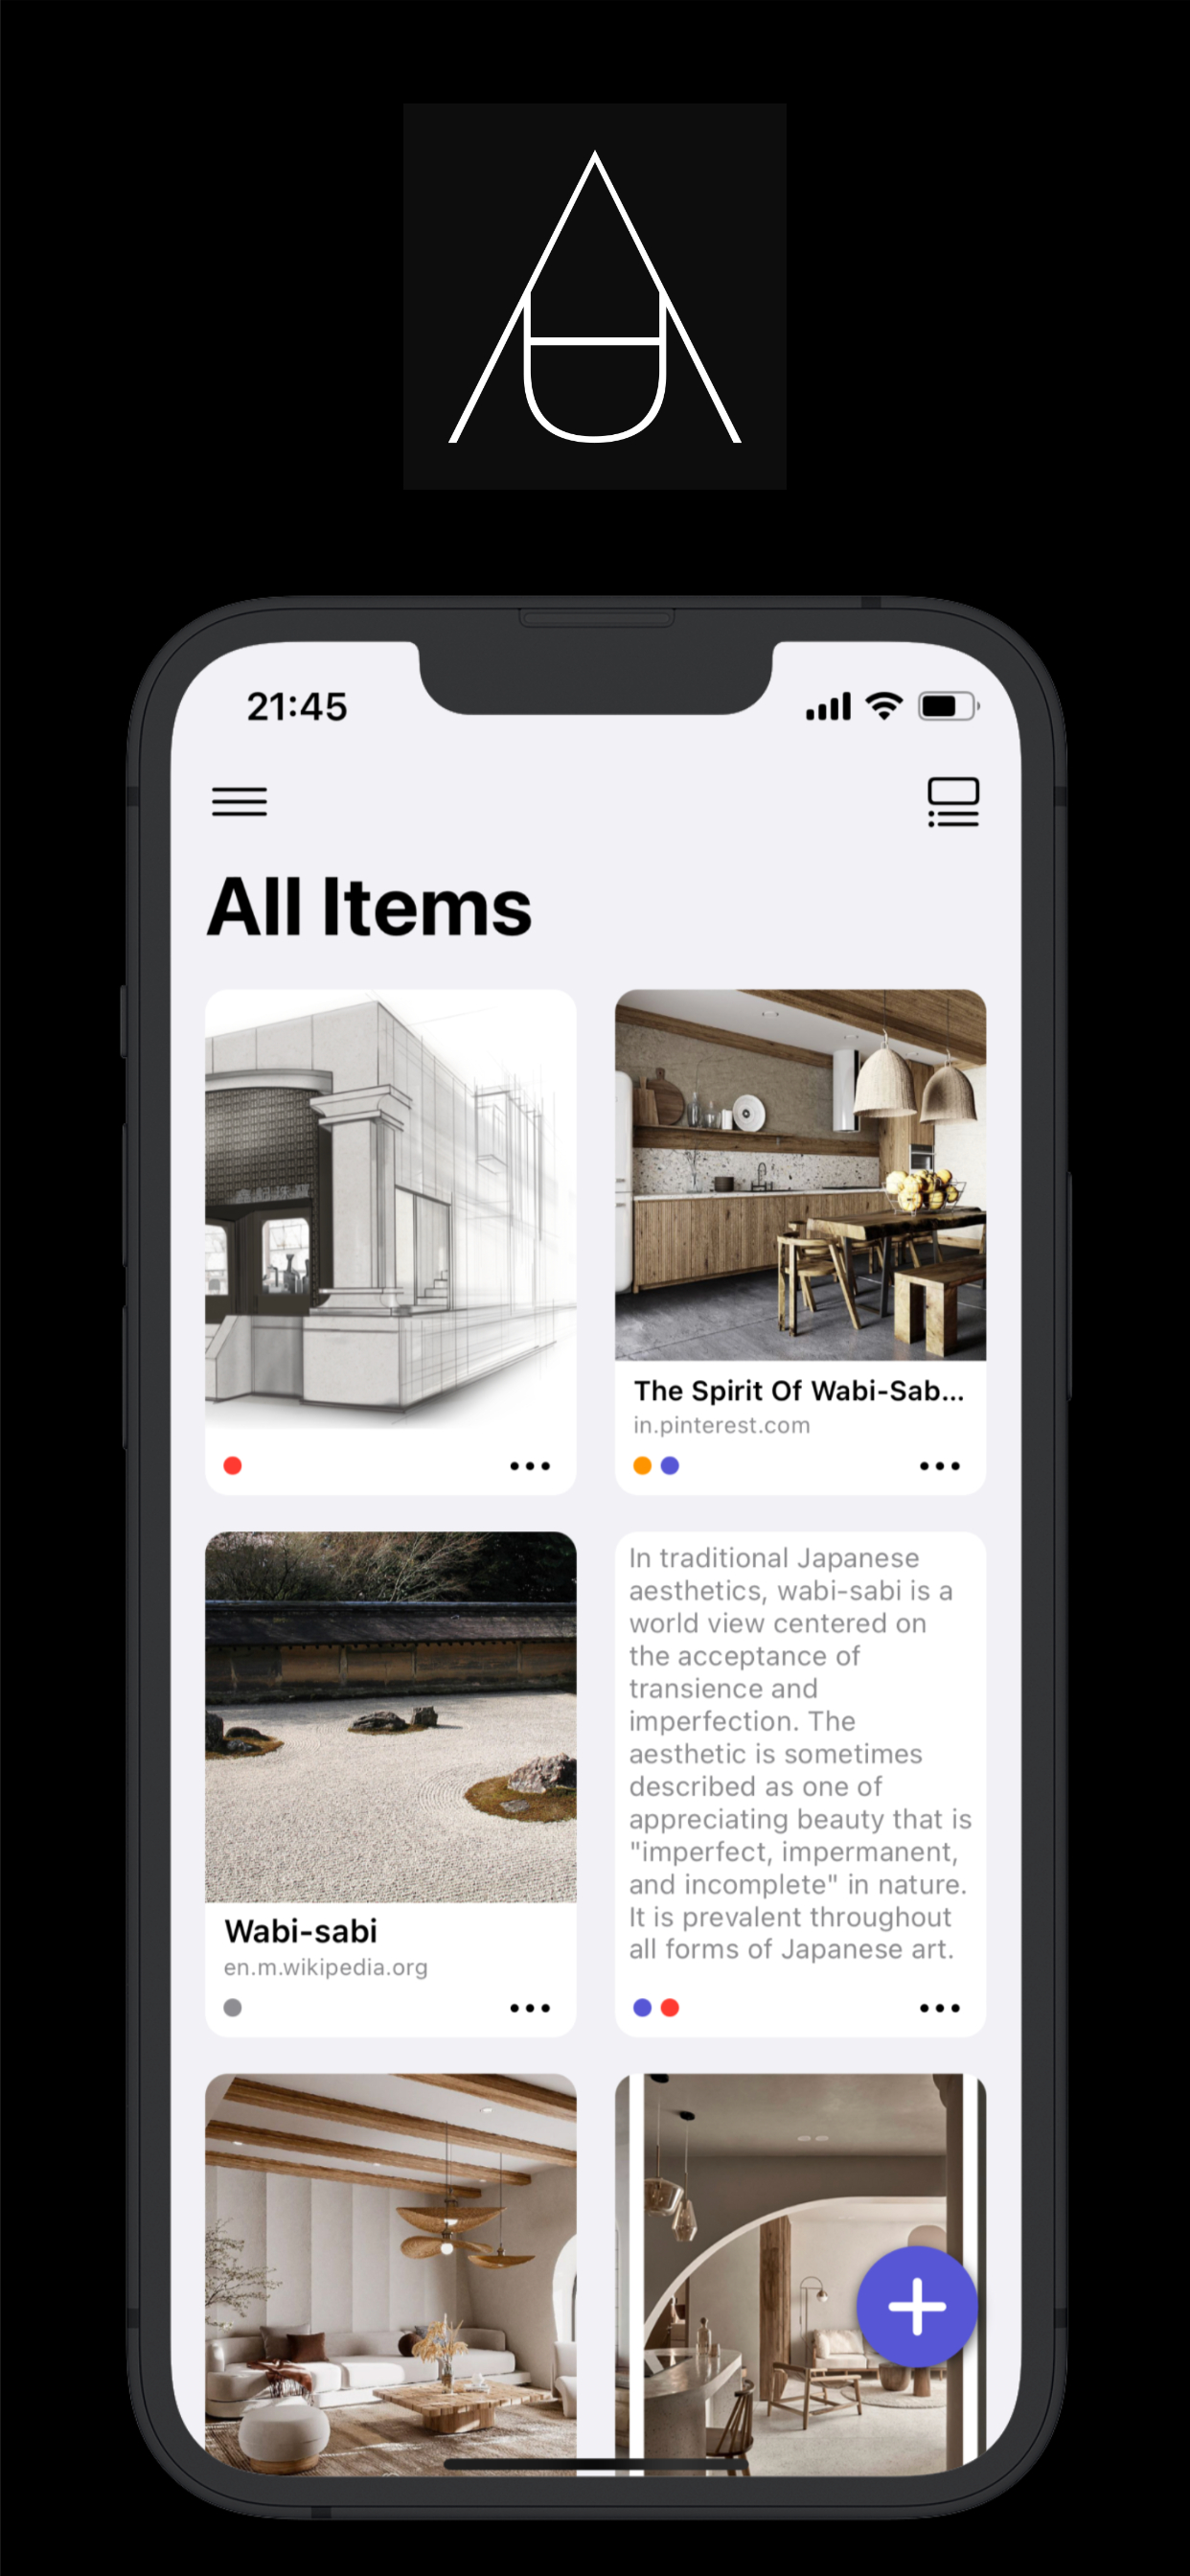 21:45
All Items
The Spirit Of Wabi-Sab...
in.pinterest.com
Wabi-sabi
en.m.wikipedia.org
In traditional Japanese
aesthetics, wabi-sabi is a
world view centered on
the acceptance of
transience and
imperfection. The
aesthetic is sometimes
described as one of
appreciating beauty that is
"imperfect, impermanent,
and incomplete" in nature.
It is prevalent throughout
all forms of Japanese art.